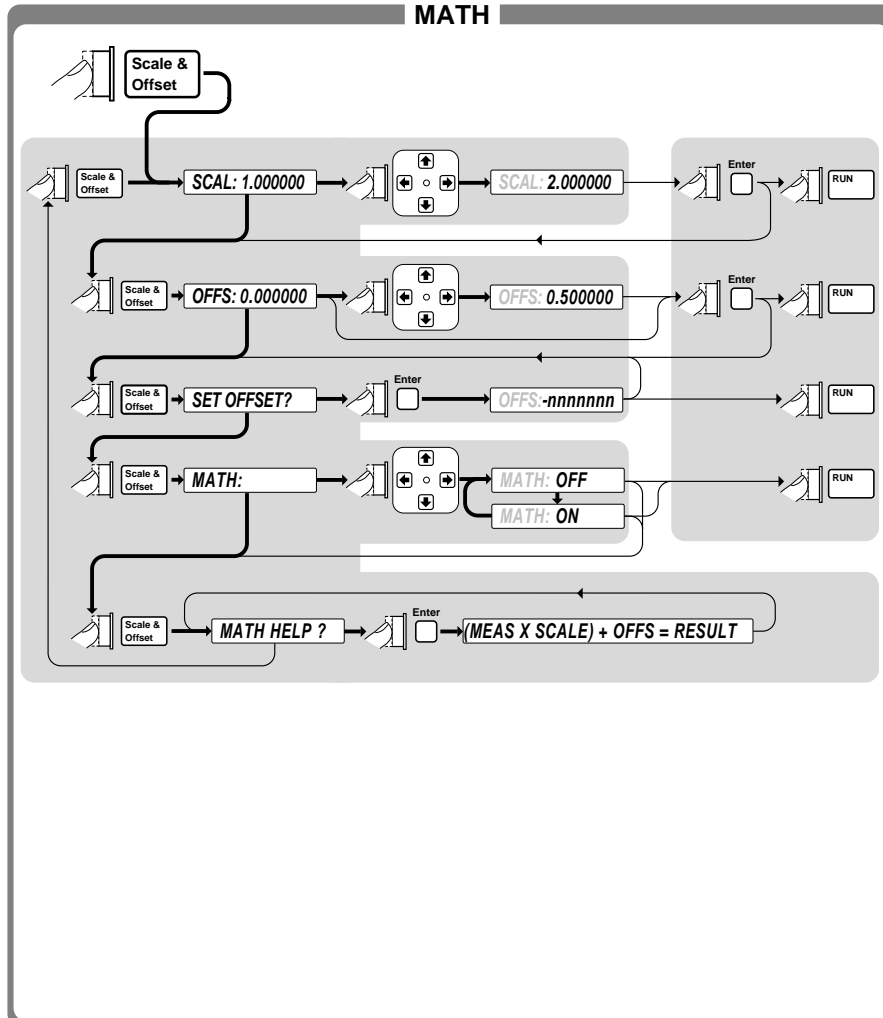 MATH
Scale &
Offset
Scale &
Offset
SCAL: 1.000000
SCAL: 2.000000
Enter
RUN
Scale &
Offset
OFFS: 0.000000
OFFS: 0.500000
Enter
RUN
Scale &
Offset
SET OFFSET?
Enter
OFFS:-nnnnnnn
RUN
Scale &
Offset
MATH:
MATH: OFF
MATH: ON
RUN
Scale &
Offset
MATH HELP ?
Enter
(MEAS X SCALE) + OFFS = RESULT